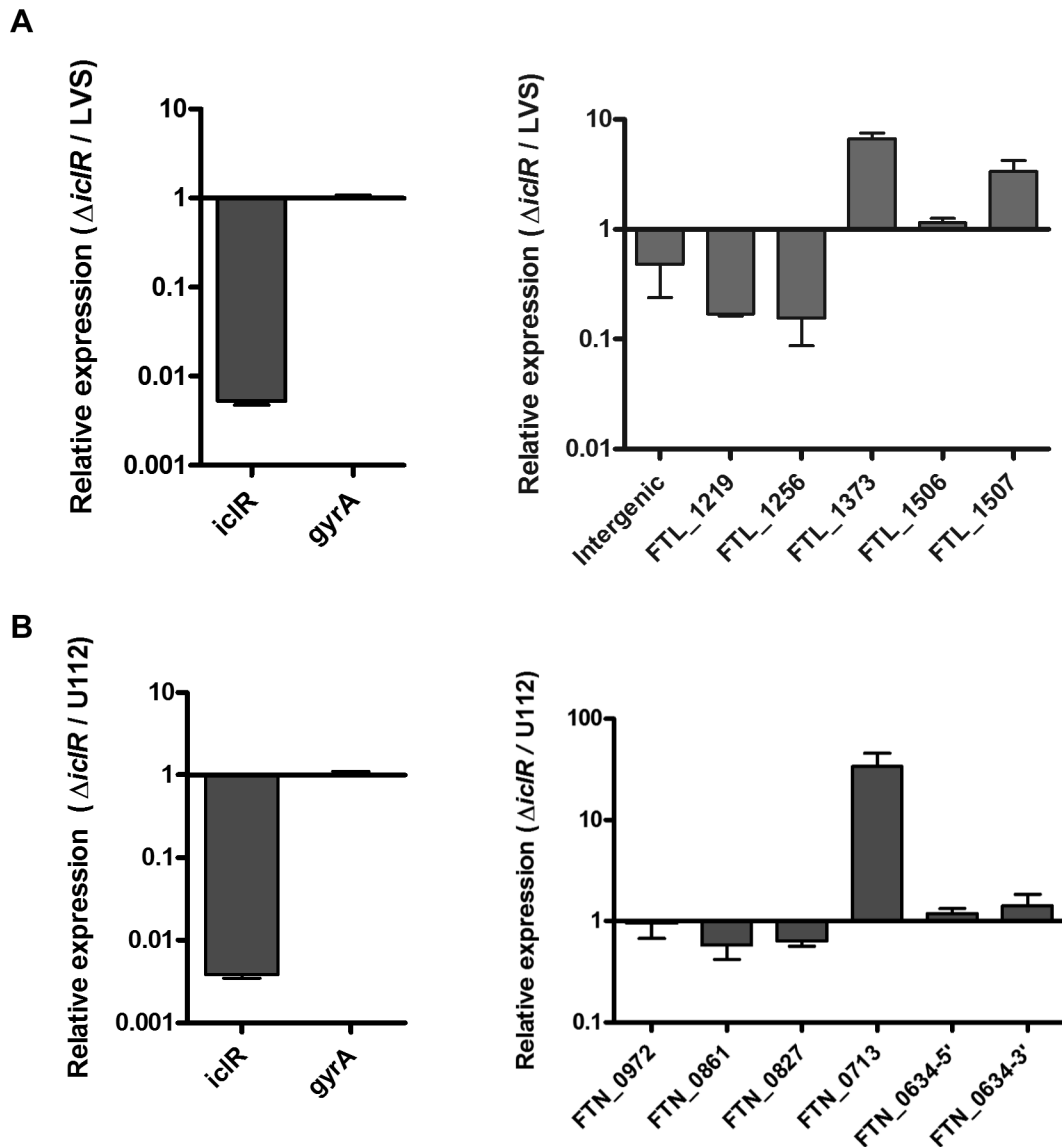 A
Relative expression (ΔiclR / LVS)
10
1
0.1
0.01
0.001
iclR
gyrA
Relative expression (ΔiclR / LVS)
10
1
0.1
0.01
Intergenic
FTL_1219
FTL_1256
FTL_1373
FTL_1506
FTL_1507
B
Relative expression (ΔiclR / U112)
10
1
0.1
0.01
0.001
iclR
gyrA
Relative expression (ΔiclR / U112)
100
10
1
0.1
FTN_0972
FTN_0861
FTN_0827
FTN_0713
FTN_0634-5'
FTN_0634-3'